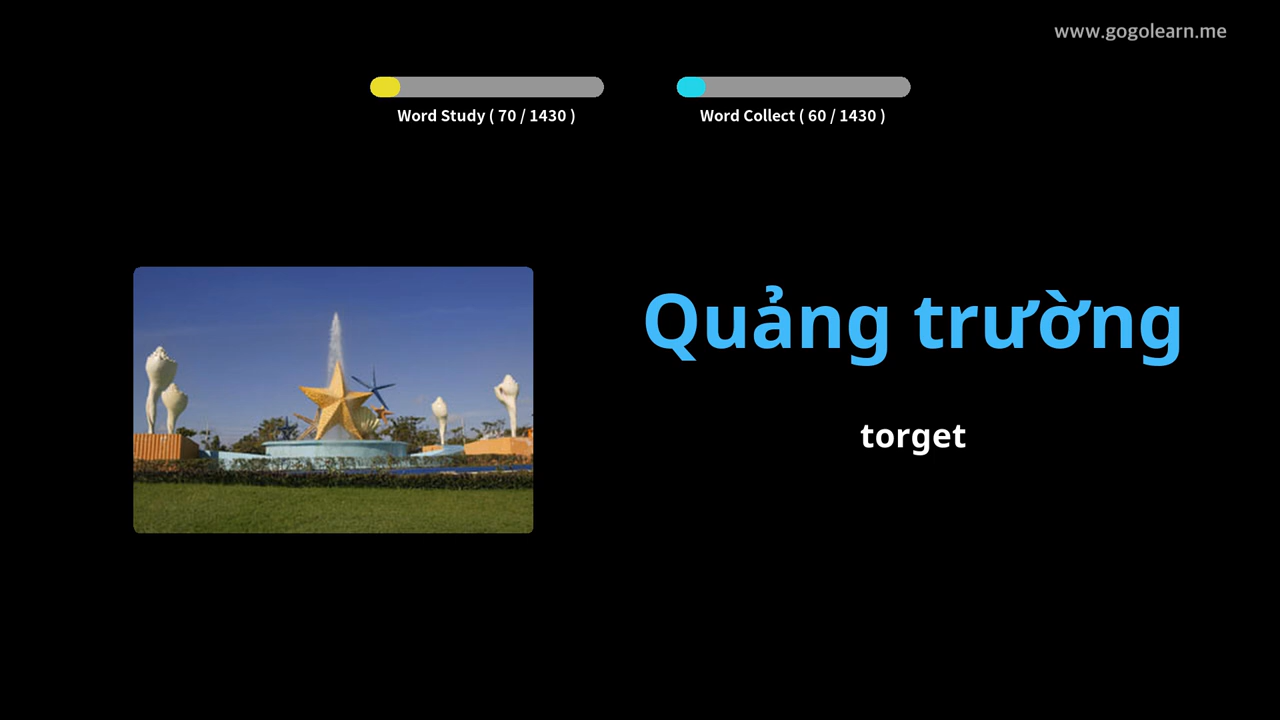 www.gogolearn.me
Word Study ( 70 / 1430 )
Word Collect ( 60 / 1430 )
Quảng trường
torget